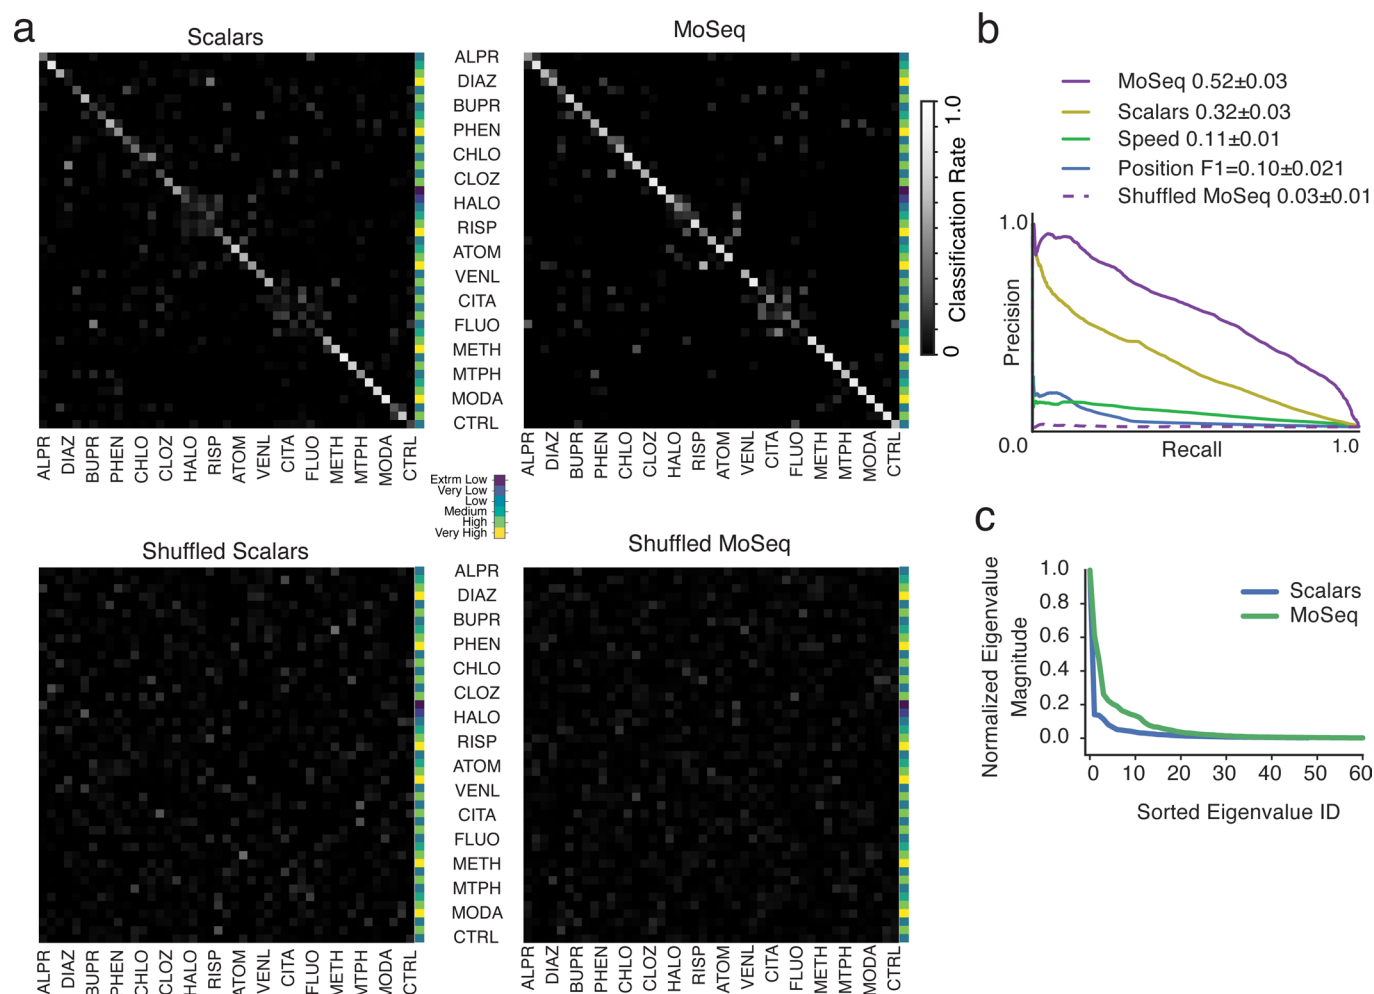 a
Scalars
MoSeq
ALPR
DIAZ
BUPR
PHEN
CHLO
CLOZ
HALO
RISP
ATOM
VENL
CITA
FLUO
METH
MTPH
MODA
CTRL
ALPR DIAZ BUPR PHEN CHLO CLOZ HALO RISP ATOM VENL CITA FLUO METH MTPH MODA CTRL
ALPR DIAZ BUPR PHEN CHLO CLOZ HALO RISP ATOM VENL CITA FLUO METH MTPH MODA CTRL
0 Classification Rate 1.0
Extrm Low
Very Low
Low
Medium
High
Very High
Shuffled Scalars
Shuffled MoSeq
ALPR
DIAZ
BUPR
PHEN
CHLO
CLOZ
HALO
RISP
ATOM
VENL
CITA
FLUO
METH
MTPH
MODA
CTRL
ALPR DIAZ BUPR PHEN CHLO CLOZ HALO RISP ATOM VENL CITA FLUO METH MTPH MODA CTRL
ALPR DIAZ BUPR PHEN CHLO CLOZ HALO RISP ATOM VENL CITA FLUO METH MTPH MODA CTRL
b
MoSeq 0.52±0.03
Scalars 0.32±0.03
Speed 0.11±0.01
Position F1=0.10±0.021
Shuffled MoSeq 0.03±0.01
1.0
Precision
0.0 Recall 1.0
c
Normalized Eigenvalue
Magnitude
1.0
0.8
0.6
0.4
0.2
0.0
Scalars
MoSeq
0 10 20 30 40 50 60
Sorted Eigenvalue ID